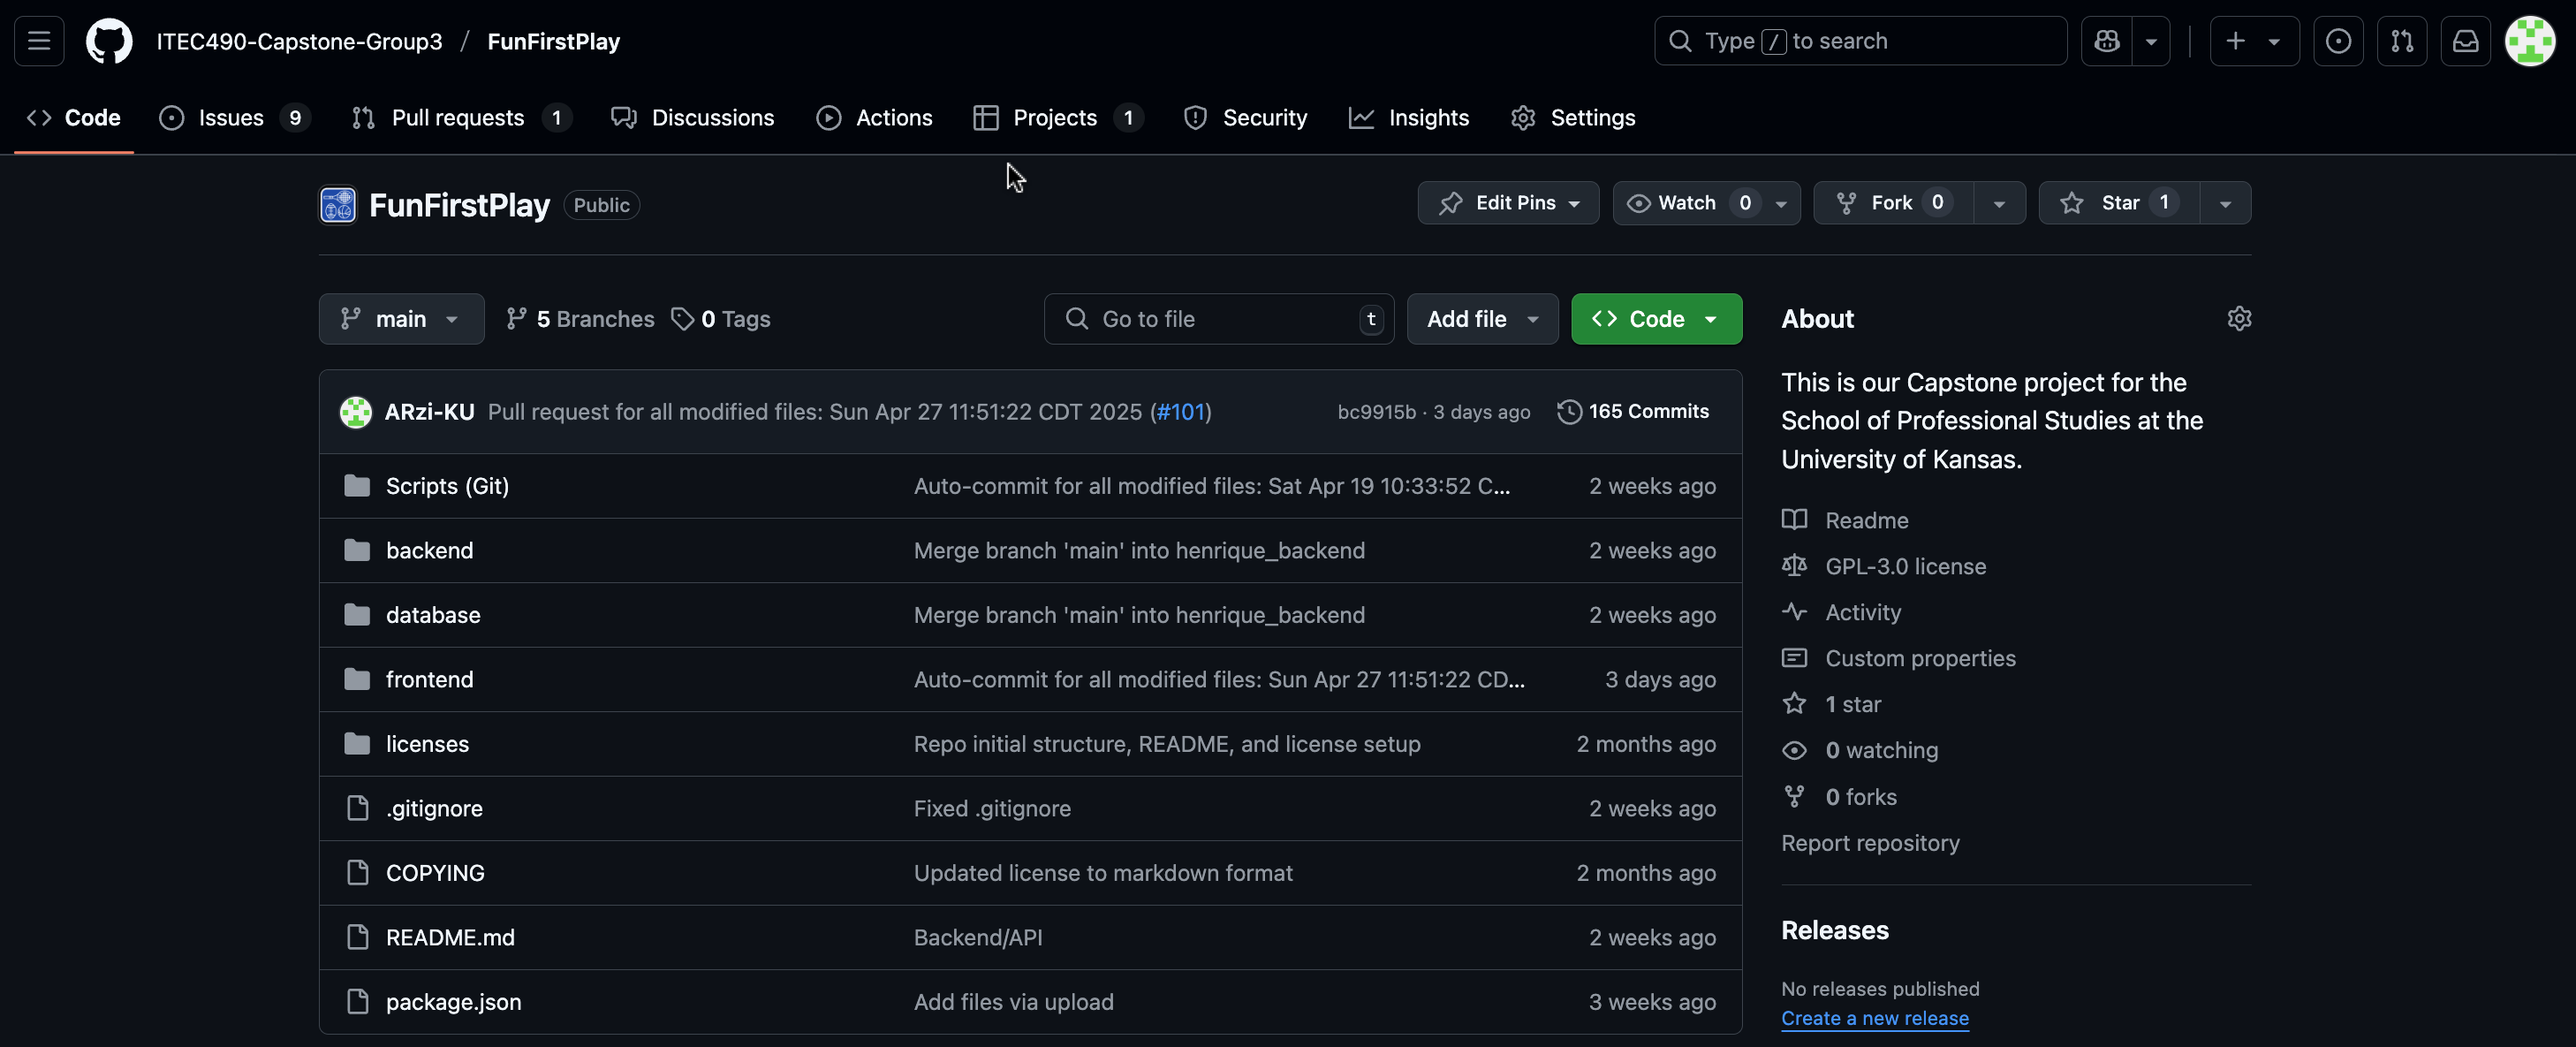 ITEC490-Capstone-Group3 / FunFirstPlay
Type / to search
Code
Issues 9
Pull requests 1
Discussions
Actions
Projects 1
Security
Insights
Settings
FunFirstPlay Public
Edit Pins
Watch 0
Fork 0
Star 1
main
5 Branches
0 Tags
Go to file t
Add file
Code
ARzi-KU Pull request for all modified files: Sun Apr 27 11:51:22 CDT 2025 (#101) bc9915b · 3 days ago 165 Commits
Scripts (Git) Auto-commit for all modified files: Sat Apr 19 10:33:52 C... 2 weeks ago
backend Merge branch 'main' into henrique_backend 2 weeks ago
database Merge branch 'main' into henrique_backend 2 weeks ago
frontend Auto-commit for all modified files: Sun Apr 27 11:51:22 CD... 3 days ago
licenses Repo initial structure, README, and license setup 2 months ago
.gitignore Fixed .gitignore 2 weeks ago
COPYING Updated license to markdown format 2 months ago
README.md Backend/API 2 weeks ago
package.json Add files via upload 3 weeks ago
About
This is our Capstone project for the
School of Professional Studies at the
University of Kansas.
Readme
GPL-3.0 license
Activity
Custom properties
1 star
0 watching
0 forks
Report repository
Releases
No releases published
Create a new release